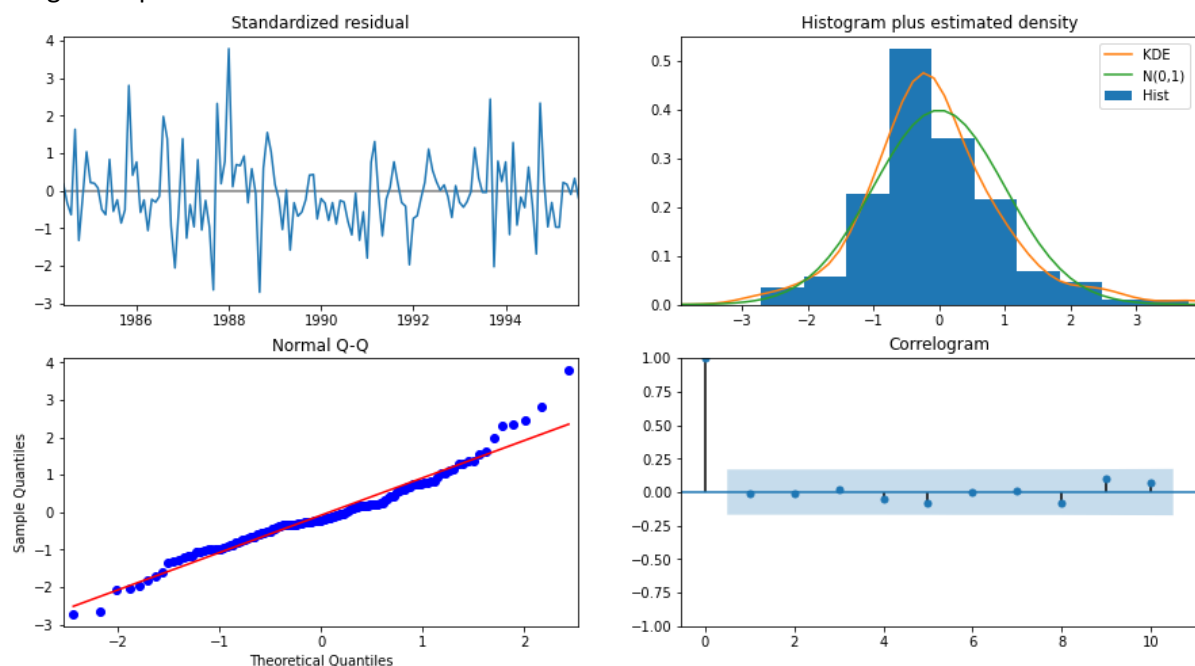 Standardized residual
4
3
2
1
0
−1
−2
−3
1986 1988 1990 1992 1994
Histogram plus estimated density
KDE
N(0,1)
Hist
0.5
0.4
0.3
0.2
0.1
0.0
−3 −2 −1 0 1 2 3
Normal Q-Q
Sample Quantiles
4
3
2
1
0
−1
−2
−3
−2 −1 0 1 2
Theoretical Quantiles
Correlogram
1.00
0.75
0.50
0.25
0.00
−0.25
−0.50
−0.75
−1.00
0 2 4 6 8 10